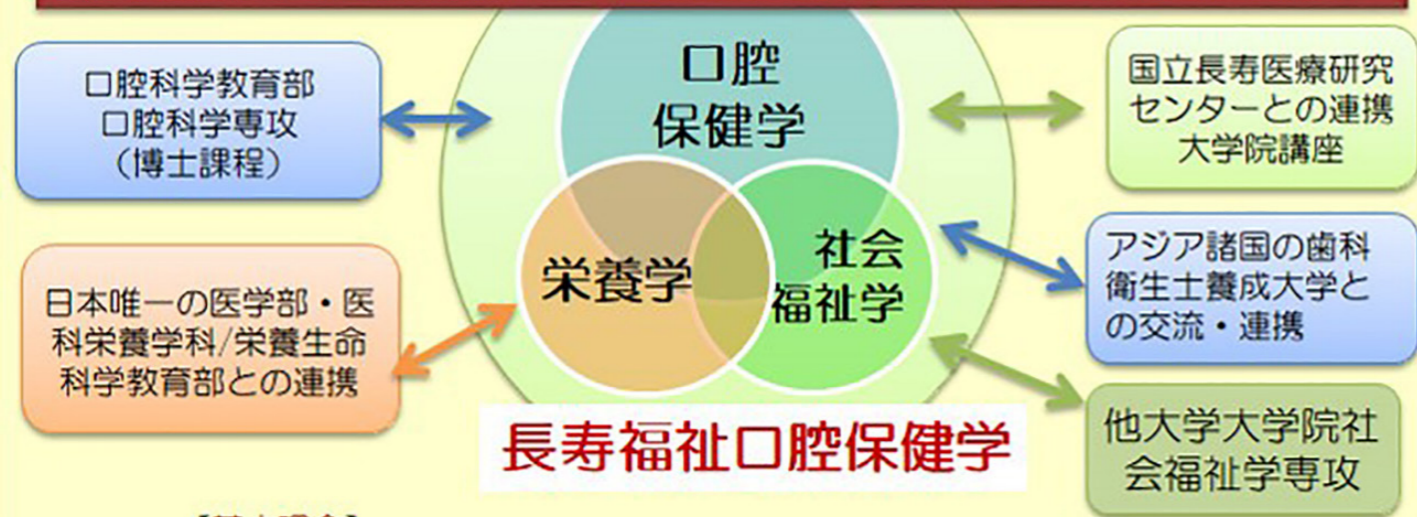 口腔科学教育部
口腔科学専攻
（博士課程）
日本唯一の医学部・医
科栄養学科/栄養生命
科学教育部との連携
口腔
保健学
栄養学
社会
福祉学
長寿福祉口腔保健学
国立長寿医療研究
センターとの連携
大学院講座
アジア諸国の歯科
衛生士養成大学と
の交流・連携
他大学大学院社
会福祉学専攻